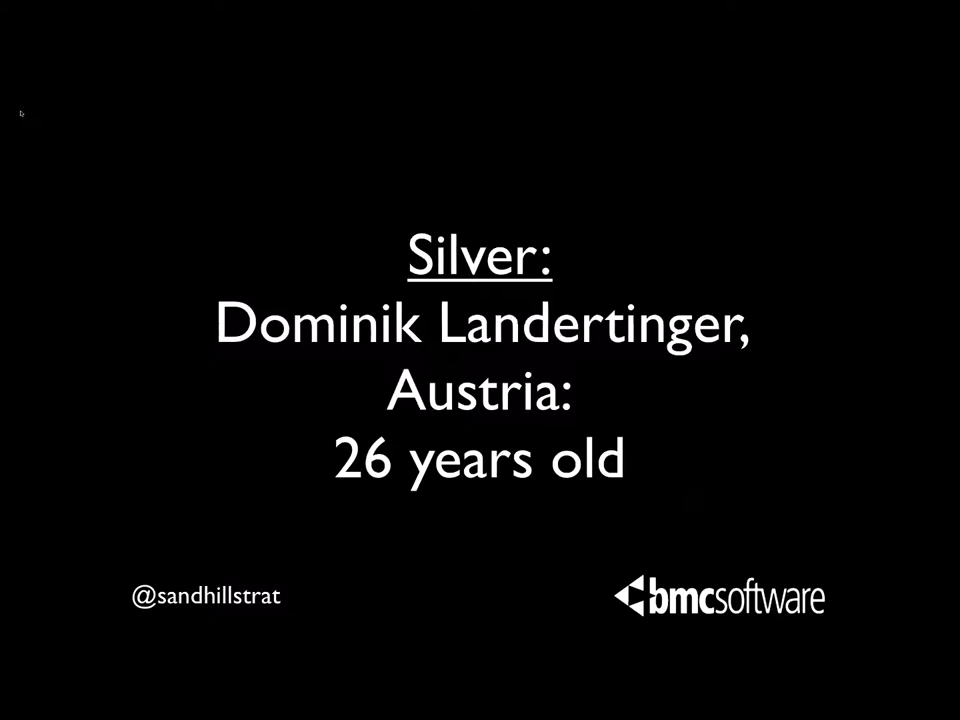 Silver:
Dominik Landertinger,
Austria:
26 years old
@sandhillstrat
bmcsoftware